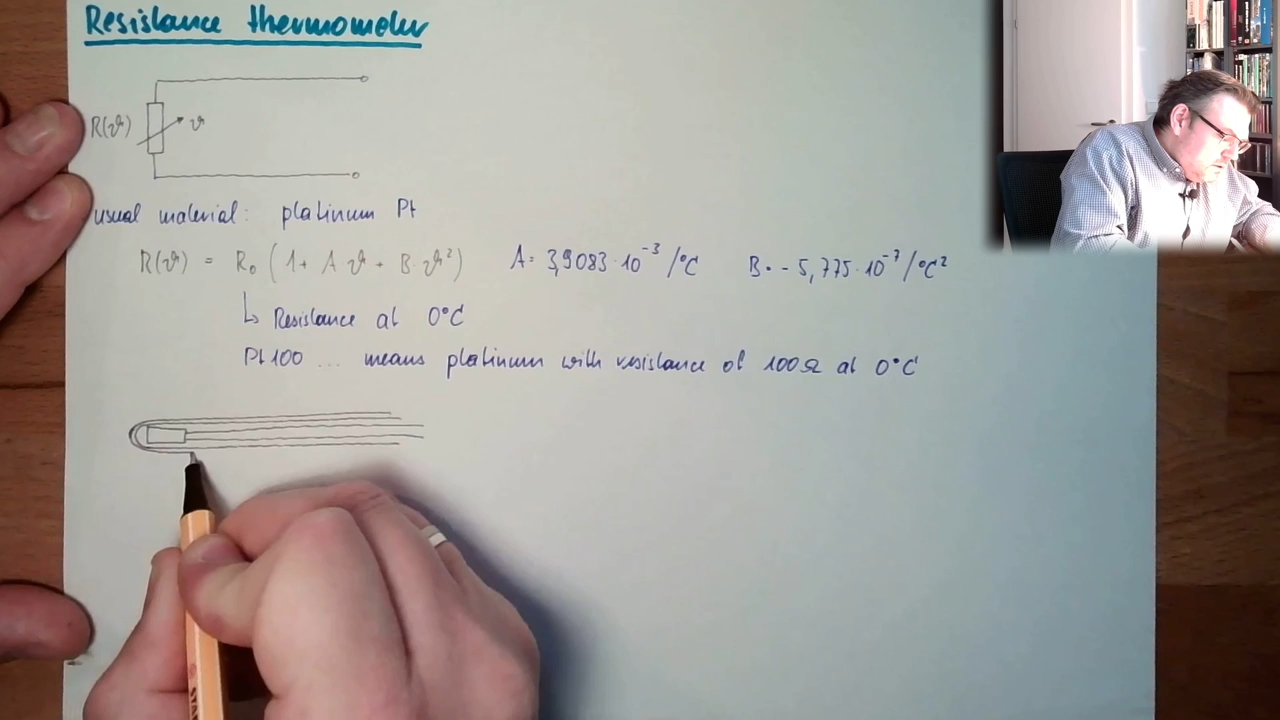 Resistance thermometer
R(ϑ) ϑ
usual material: platinum Pt
R(ϑ) = R₀ (1 + A ϑ + B·ϑ²) A = 3,9083·10⁻³ /°C B = -5,775·10⁻⁷ /°C²
↳ Resistance at 0°C
Pt100 ... means platinum with resistance of 100Ω at 0°C